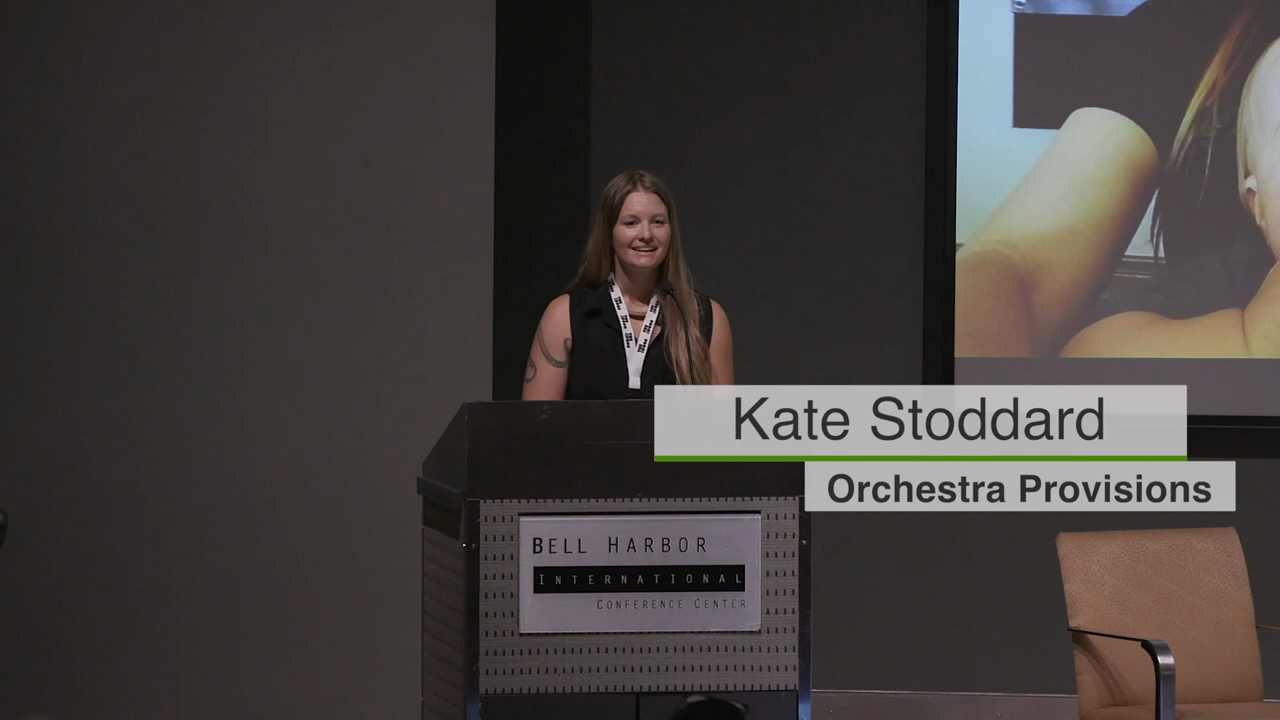 Kate Stoddard
Orchestra Provisions
BELL HARBOR
INTERNATIONAL
CONFERENCE CENTER